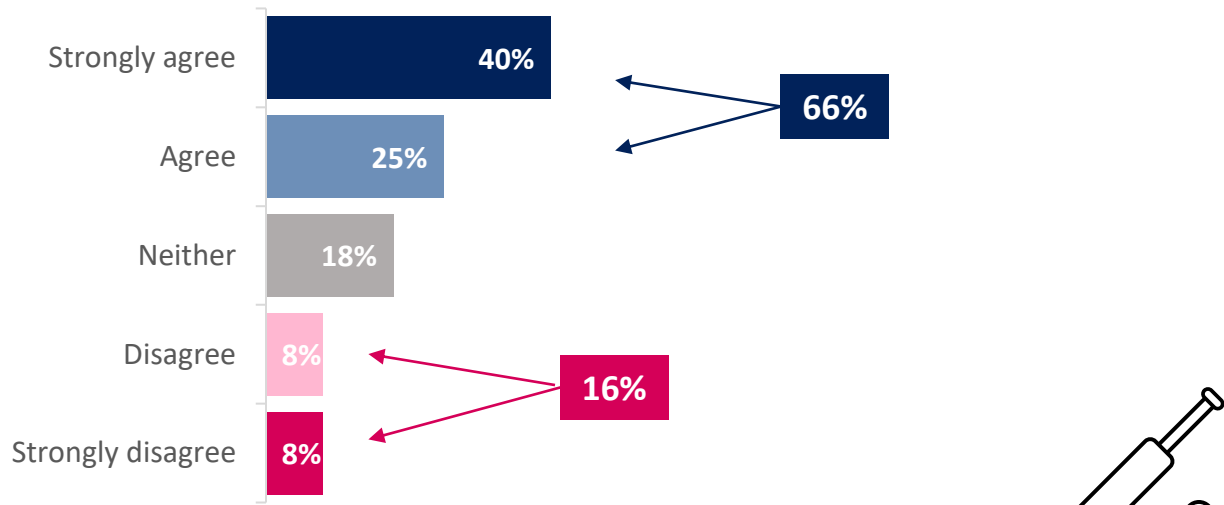 Strongly agree 40%
66%
Agree 25%
Neither 18%
Disagree 8%
16%
Strongly disagree 8%